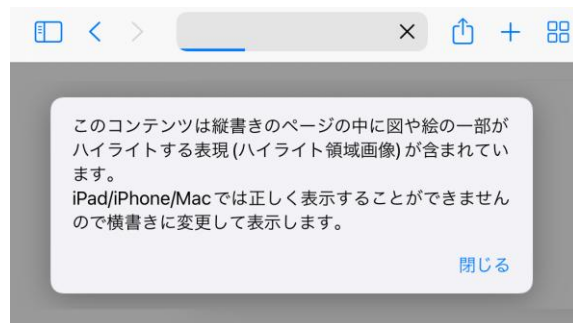 このコンテンツは縦書きのページの中に図や絵の一部が
ハイライトする表現(ハイライト領域画像)が含まれてい
ます。
iPad/iPhone/Macでは正しく表示することができません
ので横書きに変更して表示します。
閉じる